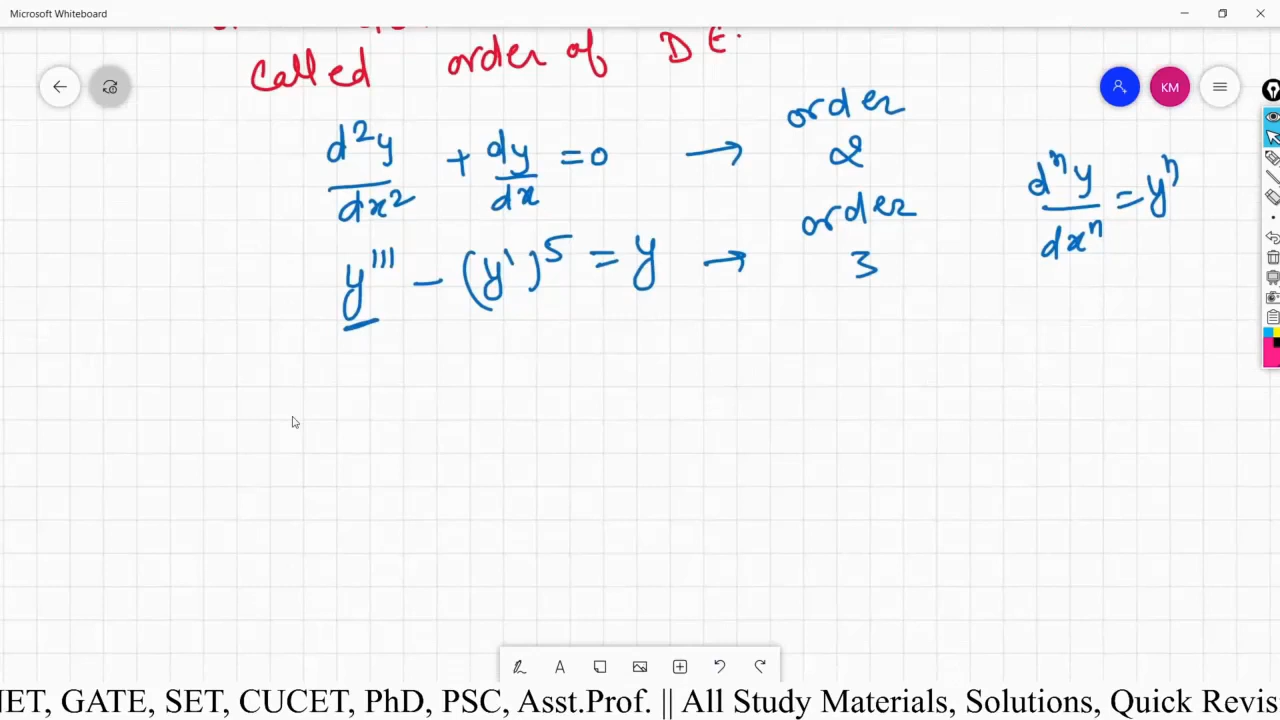 Microsoft Whiteboard
called order of D E.
d²y/dx² + dy/dx = 0 → order 2
y''' - (y')⁵ = y → order 3
dⁿy/dxⁿ = yⁿ
KM
NET, GATE, SET, CUCET, PhD, PSC, Asst.Prof. || All Study Materials, Solutions, Quick Revis